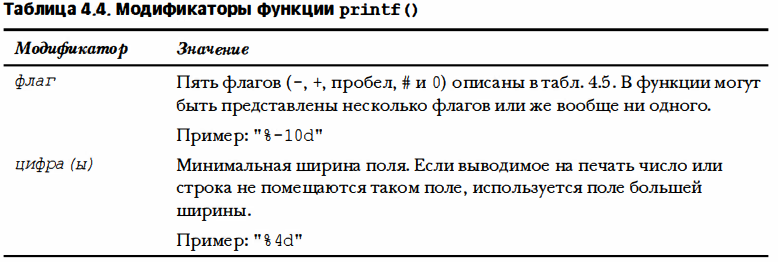 Таблица 4.4. Модификаторы функции printf()
Модификатор Значение
флаг Пять флагов (-, +, пробел, # и 0) описаны в табл. 4.5. В функции могут
быть представлены несколько флагов или же вообще ни одного.
Пример: "%-10d"
цифра(ы) Минимальная ширина поля. Если выводимое на печать число или
строка не помещаются таком поле, используется поле большей
ширины.
Пример: "%4d"